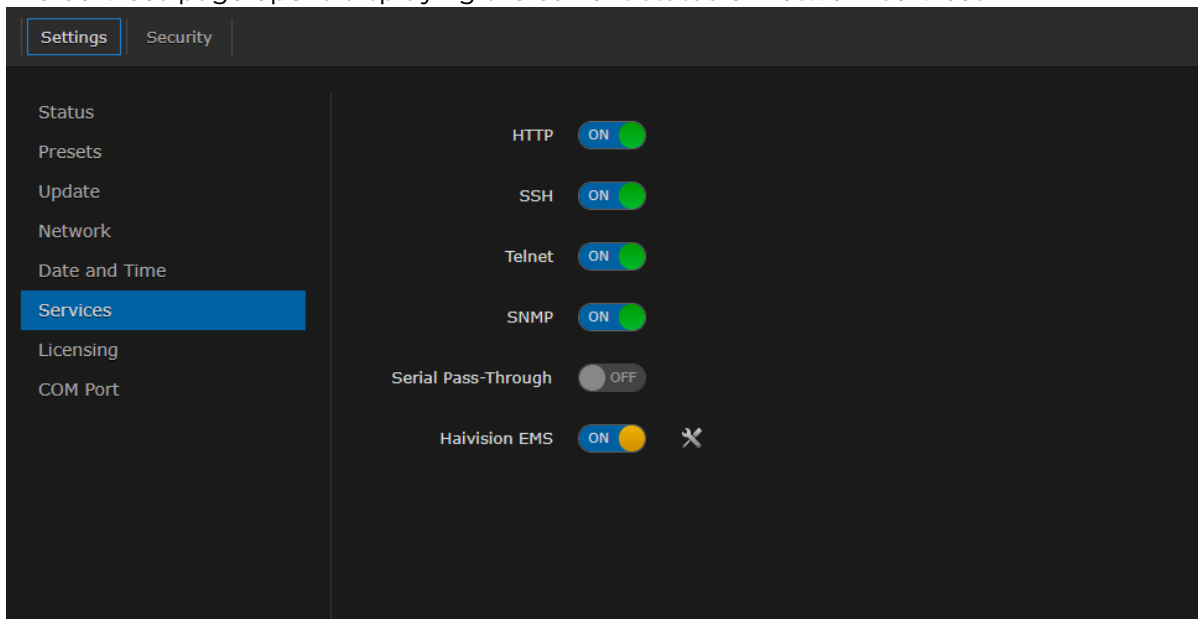 Settings Security
Status
Presets
Update
Network
Date and Time
Services
Licensing
COM Port
HTTP ON
SSH ON
Telnet ON
SNMP ON
Serial Pass-Through OFF
Haivision EMS ON